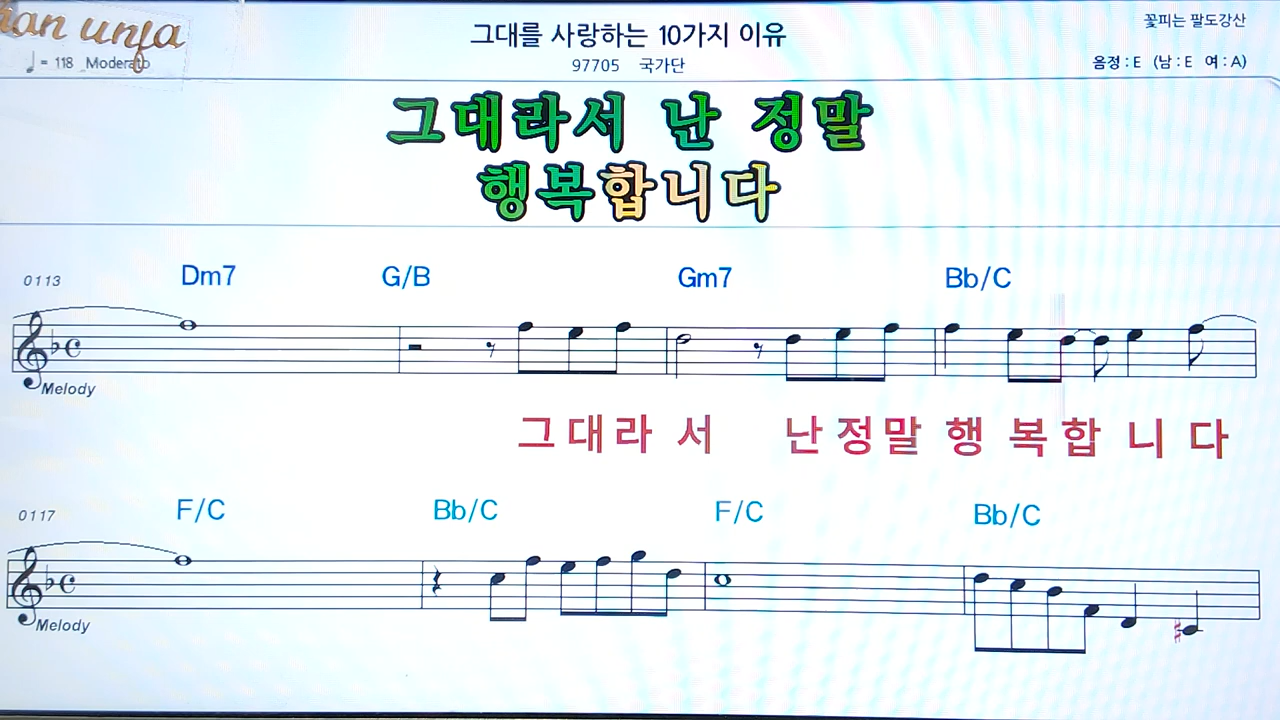 그대를 사랑하는 10가지 이유
꽃피는 팔도강산
♩ = 118 Moderato
97705 국가단
음정 : E (남 : E 여 : A)
그대라서 난 정말
행복합니다
0113 Dm7 G/B Gm7 Bb/C
Melody
그대라 서 난정말 행 복합 니 다
0117 F/C Bb/C F/C Bb/C
Melody